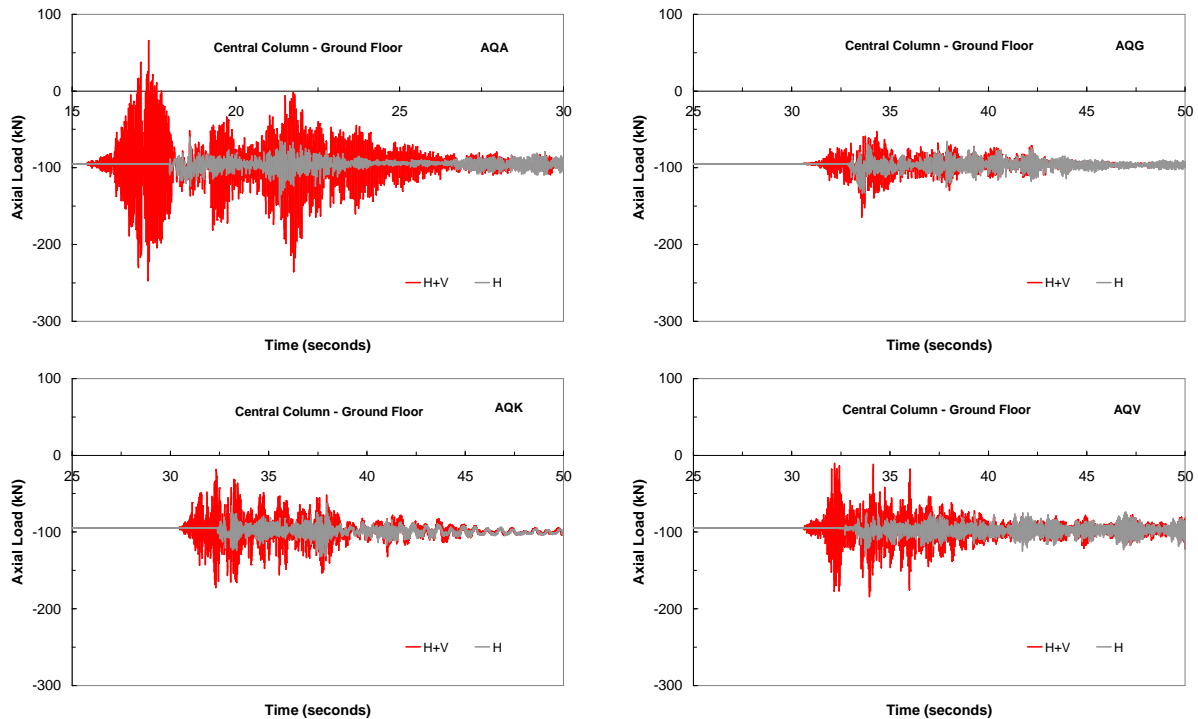 100
0
-100
-200
-300
15 20 25 30
Axial Load (kN)
Time (seconds)
Central Column - Ground Floor AQA
H+V H
100
0
-100
-200
-300
25 30 35 40 45 50
Axial Load (kN)
Time (seconds)
Central Column - Ground Floor AQG
H+V H
100
0
-100
-200
-300
25 30 35 40 45 50
Axial Load (kN)
Time (seconds)
Central Column - Ground Floor AQK
H+V H
100
0
-100
-200
-300
25 30 35 40 45 50
Axial Load (kN)
Time (seconds)
Central Column - Ground Floor AQV
H+V H